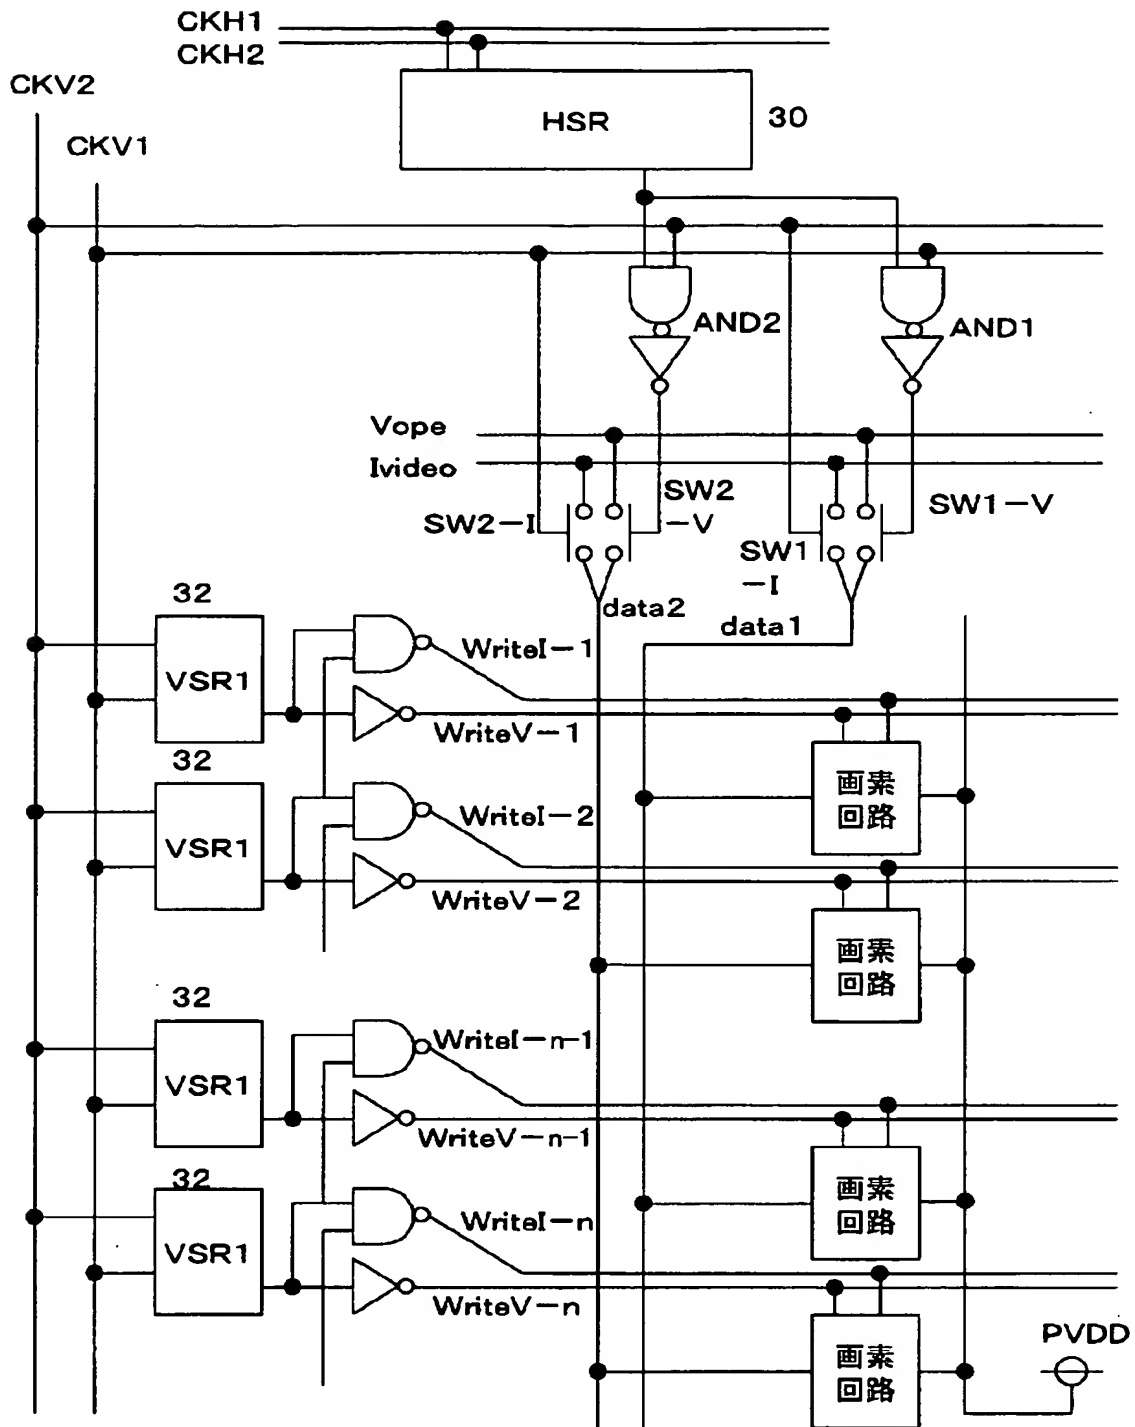 CKH1
CKH2
CKV2
HSR
30
CKV1
AND2
AND1
Vope
Ivideo
SW2
-V
SW2-I
SW1-V
SW1
-I
data2
data1
32
VSR1
WriteI-1
WriteV-1
画素
回路
32
VSR1
WriteI-2
WriteV-2
画素
回路
32
VSR1
WriteI-n-1
WriteV-n-1
画素
回路
32
VSR1
WriteI-n
WriteV-n
画素
回路
PVDD